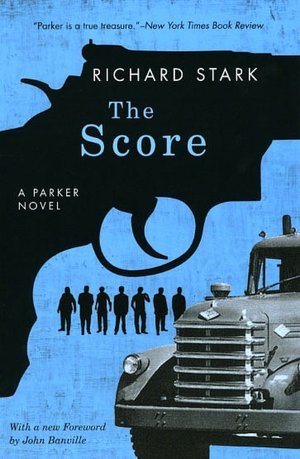 "Parker is a true treasure."–New York Times Book Review
RICHARD STARK
The
Score
A PARKER
NOVEL
With a new Foreword
by John Banville